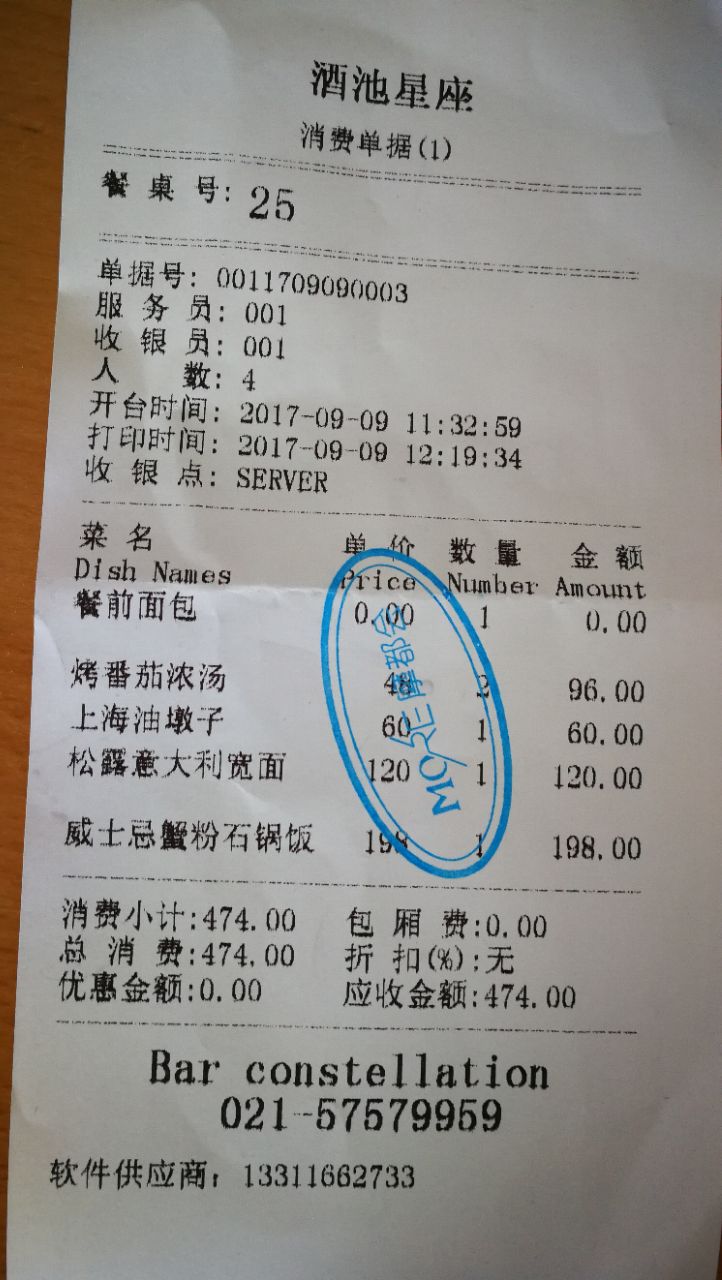 酒池星座
消费单据(1)
餐桌号: 25
单据号: 0011709090003
服务员: 001
收银员: 001
人数: 4
开台时间: 2017-09-09 11:32:59
打印时间: 2017-09-09 12:19:34
收银点: SERVER
菜名 单价 数量 金额
Dish Names Price Number Amount
餐前面包 0.00 1 0.00
烤番茄浓汤 48 2 96.00
上海油墩子 60 1 60.00
松露意大利宽面 120 1 120.00
威士忌蟹粉石锅饭 198 1 198.00
消费小计:474.00 包厢费:0.00
总消费:474.00 折扣(%):无
优惠金额:0.00 应收金额:474.00
Bar constellation
021-57579959
软件供应商: 13311662733
摩都会